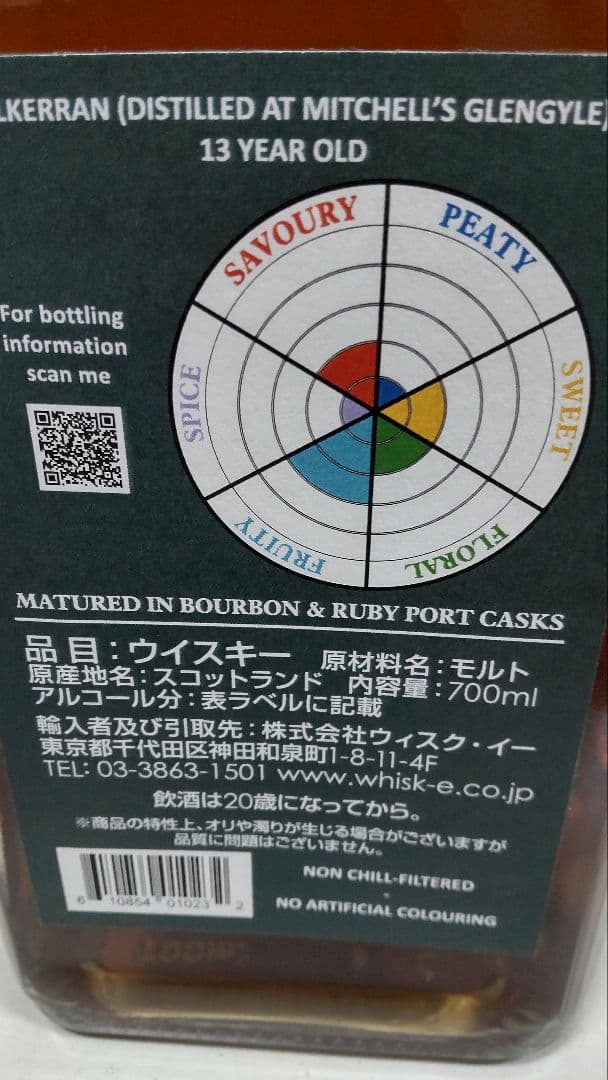 LKERRAN (DISTILLED AT MITCHELL'S GLENGYLE)
13 YEAR OLD
SAVOURY
PEATY
SWEET
FLORAL
FRUITY
SPICE
For bottling
information
scan me
MATURED IN BOURBON & RUBY PORT CASKS
品目:ウイスキー 原材料名:モルト
原産地名:スコットランド 内容量:700ml
アルコール分:表ラベルに記載
輸入者及び引取先:株式会社ウィスク・イー
東京都千代田区神田和泉町1-8-11-4F
TEL: 03-3863-1501 www.whisk-e.co.jp
飲酒は20歳になってから。
※商品の特性上、オリや濁りが生じる場合がございますが
品質に問題はございません。
6 10854 01023 2
NON CHILL-FILTERED
NO ARTIFICIAL COLOURING